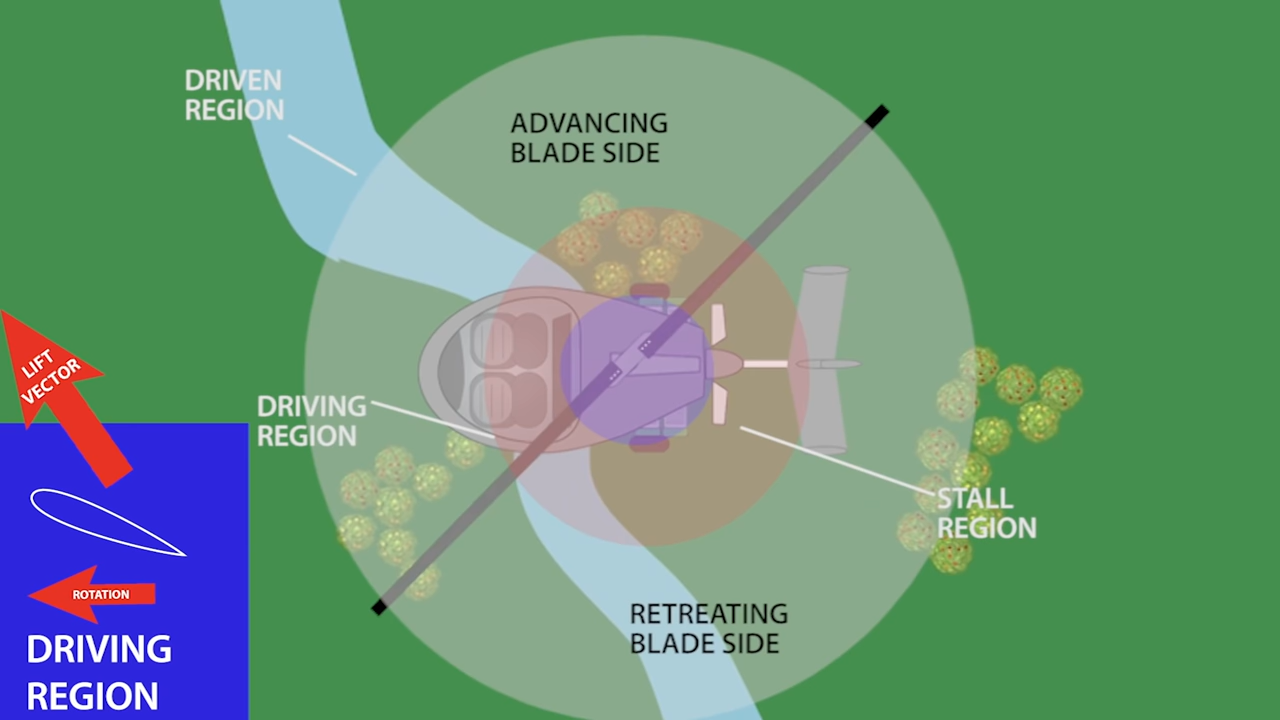 DRIVEN
REGION
ADVANCING
BLADE SIDE
LIFT
VECTOR
DRIVING
REGION
STALL
REGION
ROTATION
RETREATING
BLADE SIDE
DRIVING
REGION